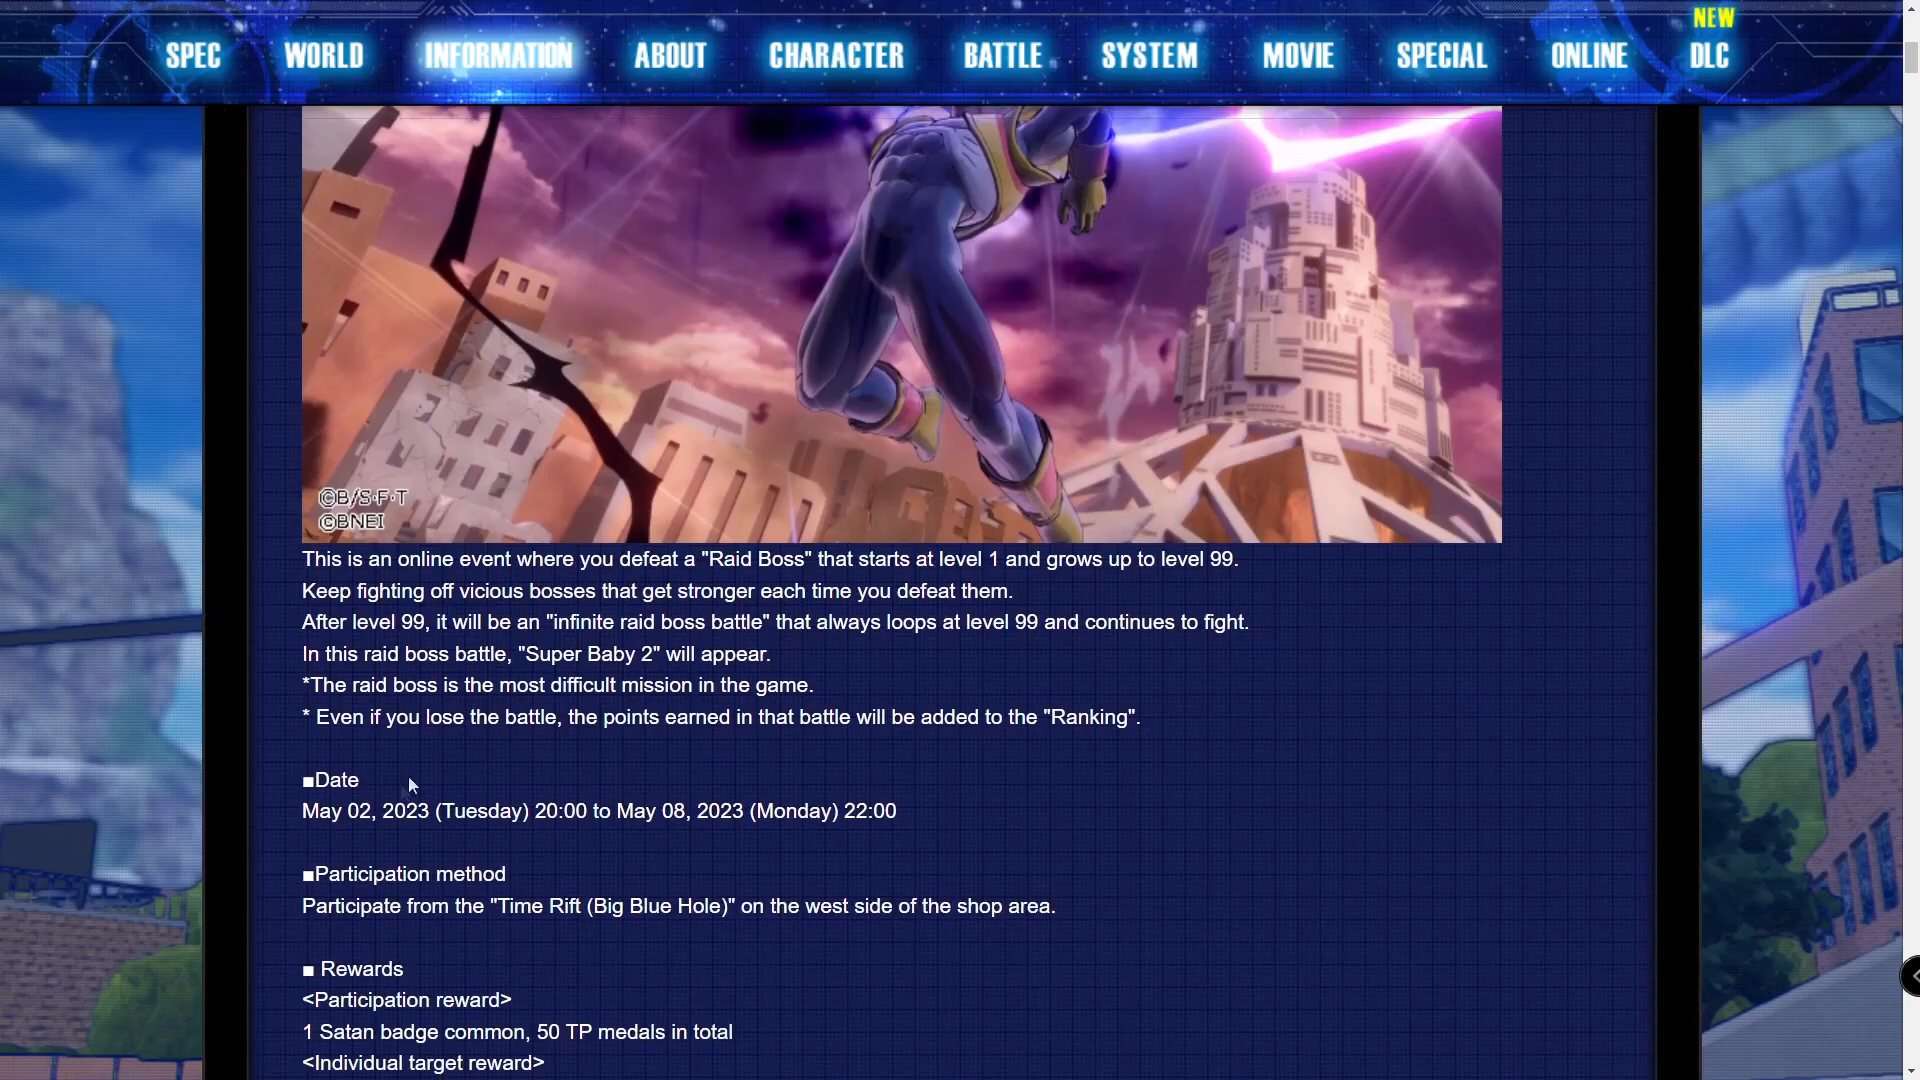 NEW
SPEC WORLD INFORMATION ABOUT CHARACTER BATTLE SYSTEM MOVIE SPECIAL ONLINE DLC
©B/S·F·T
©BNEI
This is an online event where you defeat a "Raid Boss" that starts at level 1 and grows up to level 99.
Keep fighting off vicious bosses that get stronger each time you defeat them.
After level 99, it will be an "infinite raid boss battle" that always loops at level 99 and continues to fight.
In this raid boss battle, "Super Baby 2" will appear.
*The raid boss is the most difficult mission in the game.
* Even if you lose the battle, the points earned in that battle will be added to the "Ranking".
■Date
May 02, 2023 (Tuesday) 20:00 to May 08, 2023 (Monday) 22:00
■Participation method
Participate from the "Time Rift (Big Blue Hole)" on the west side of the shop area.
■ Rewards
<Participation reward>
1 Satan badge common, 50 TP medals in total
<Individual target reward>